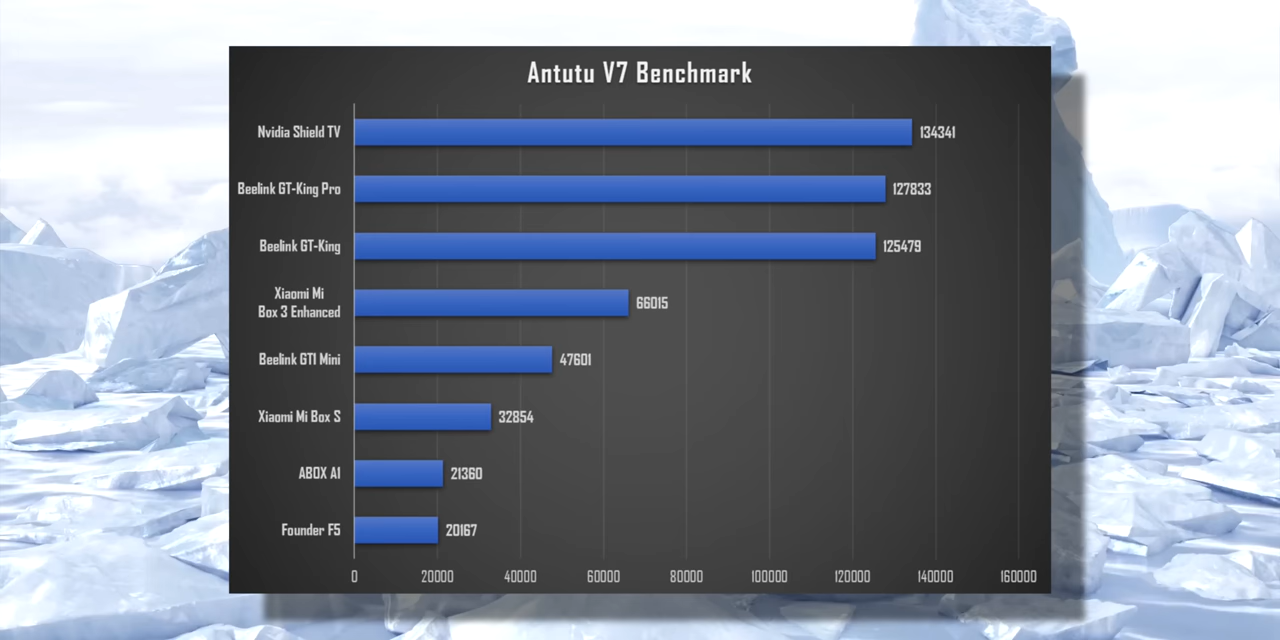 Antutu V7 Benchmark
Nvidia Shield TV
134341
Beelink GT-King Pro
127833
Beelink GT-King
125479
Xiaomi Mi
Box 3 Enhanced
66015
Beelink GT1 Mini
47601
Xiaomi Mi Box S
32854
ABOX A1
21360
Founder F5
20167
0 20000 40000 60000 80000 100000 120000 140000 160000